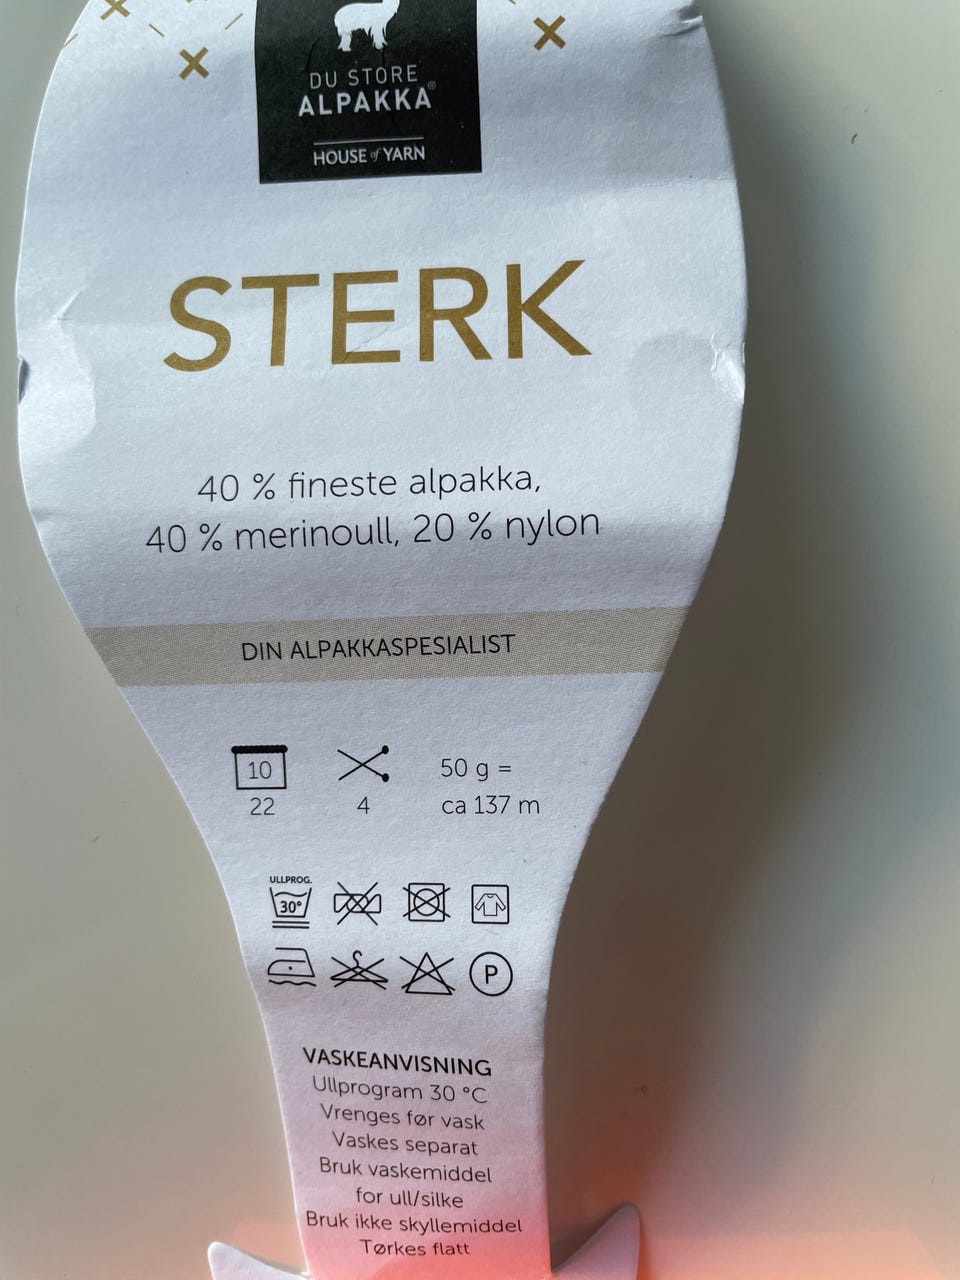 DU STORE
ALPAKKA®
HOUSE of YARN
STERK
40 % fineste alpakka,
40 % merinoull, 20 % nylon
DIN ALPAKKASPESIALIST
10
22
4
50 g =
ca 137 m
ULLPROG.
30°
P
VASKEANVISNING
Ullprogram 30 °C
Vrenges før vask
Vaskes separat
Bruk vaskemiddel
for ull/silke
Bruk ikke skyllemiddel
Tørkes flatt